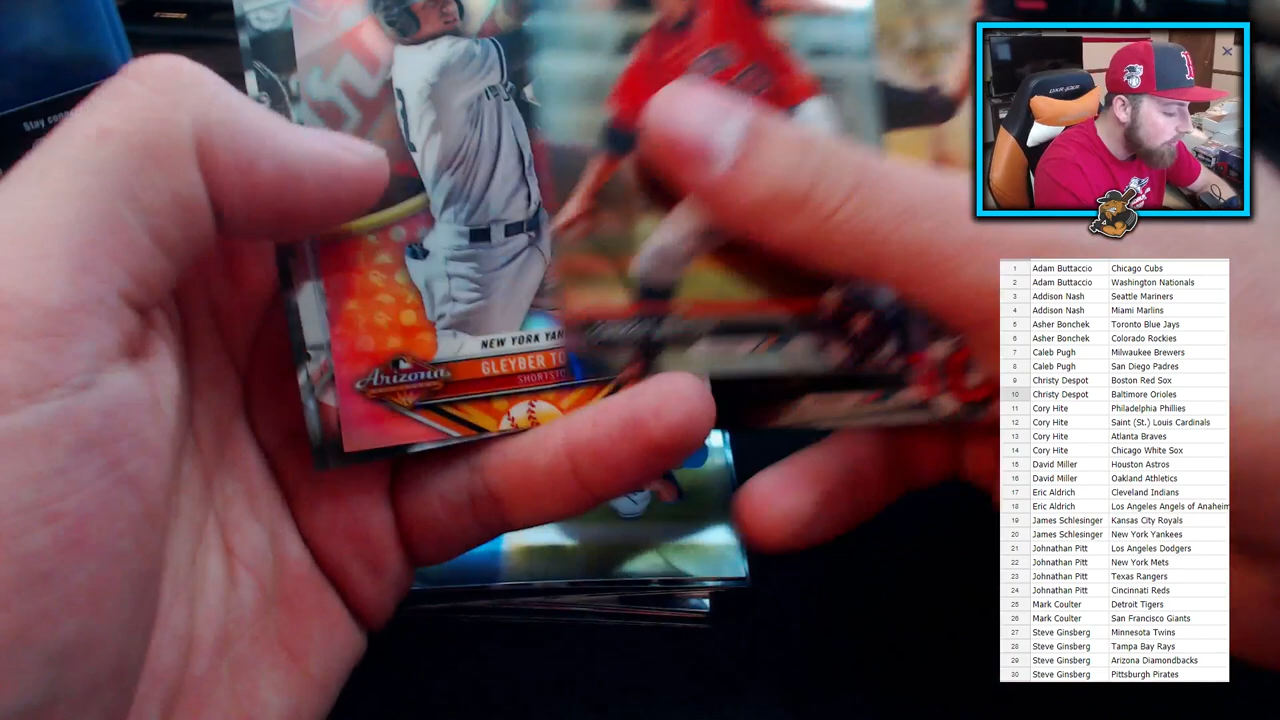 Stay conn
NEW YORK YAN
GLEYBER TO
SHORTSTO
Arizona
DXRACER
1 Adam Buttaccio Chicago Cubs
2 Adam Buttaccio Washington Nationals
3 Addison Nash Seattle Mariners
4 Addison Nash Miami Marlins
5 Asher Bonchek Toronto Blue Jays
6 Asher Bonchek Colorado Rockies
7 Caleb Pugh Milwaukee Brewers
8 Caleb Pugh San Diego Padres
9 Christy Despot Boston Red Sox
10 Christy Despot Baltimore Orioles
11 Cory Hite Philadelphia Phillies
12 Cory Hite Saint (St.) Louis Cardinals
13 Cory Hite Atlanta Braves
14 Cory Hite Chicago White Sox
15 David Miller Houston Astros
16 David Miller Oakland Athletics
17 Eric Aldrich Cleveland Indians
18 Eric Aldrich Los Angeles Angels of Anaheim
19 James Schlesinger Kansas City Royals
20 James Schlesinger New York Yankees
21 Johnathan Pitt Los Angeles Dodgers
22 Johnathan Pitt New York Mets
23 Johnathan Pitt Texas Rangers
24 Johnathan Pitt Cincinnati Reds
25 Mark Coulter Detroit Tigers
26 Mark Coulter San Francisco Giants
27 Steve Ginsberg Minnesota Twins
28 Steve Ginsberg Tampa Bay Rays
29 Steve Ginsberg Arizona Diamondbacks
30 Steve Ginsberg Pittsburgh Pirates